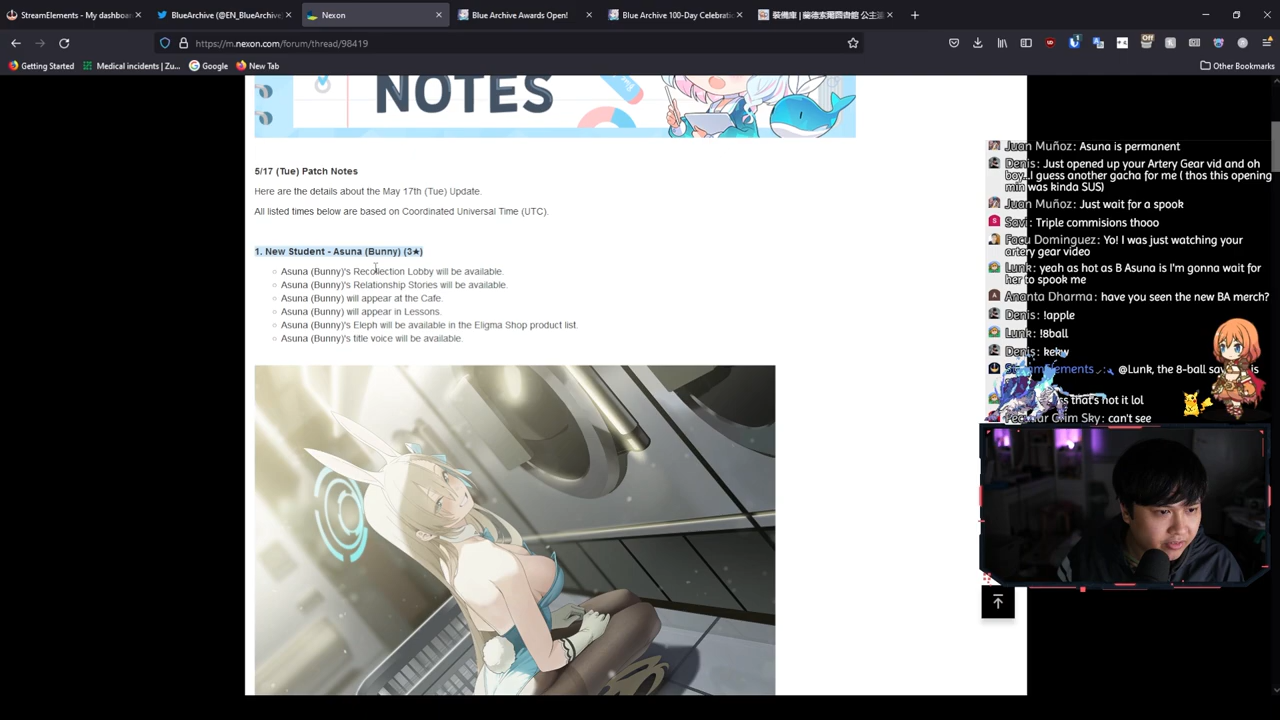 StreamElements - My dashboar
BlueArchive (@EN_BlueArchive
Nexon
Blue Archive Awards Open!
Blue Archive 100-Day Celebrati
https://m.nexon.com/forum/thread/98419
Off
Getting Started
Medical incidents | Zu...
Google
New Tab
Other Bookmarks
NOTES
5/17 (Tue) Patch Notes
Here are the details about the May 17th (Tue) Update.
All listed times below are based on Coordinated Universal Time (UTC).
1. New Student - Asuna (Bunny) (3★)
Asuna (Bunny)'s Recollection Lobby will be available.
Asuna (Bunny)'s Relationship Stories will be available.
Asuna (Bunny) will appear at the Cafe.
Asuna (Bunny) will appear in Lessons.
Asuna (Bunny)'s Eleph will be available in the Eligma Shop product list.
Asuna (Bunny)'s title voice will be available.
Juan Muñoz: Asuna is permanent
Denis: Just opened up your Artery Gear vid and oh
boy..I guess another gacha for me ( thos this opening
min was kinda SUS)
Juan Muñoz: Just wait for a spook
Savi: Triple commisions thooo
Facu Dominguez: Yo! I was just watching your
artery gear video
Lunk: yeah as hot as B Asuna is I'm gonna wait for
her to spook me
Ananta Dharma: have you seen the new BA merch?
Denis: !apple
Lunk: !8ball
Denis: kekw
StreamElements: @Lunk, the 8-ball say is
that's not it lol
Grim Sky: can't see